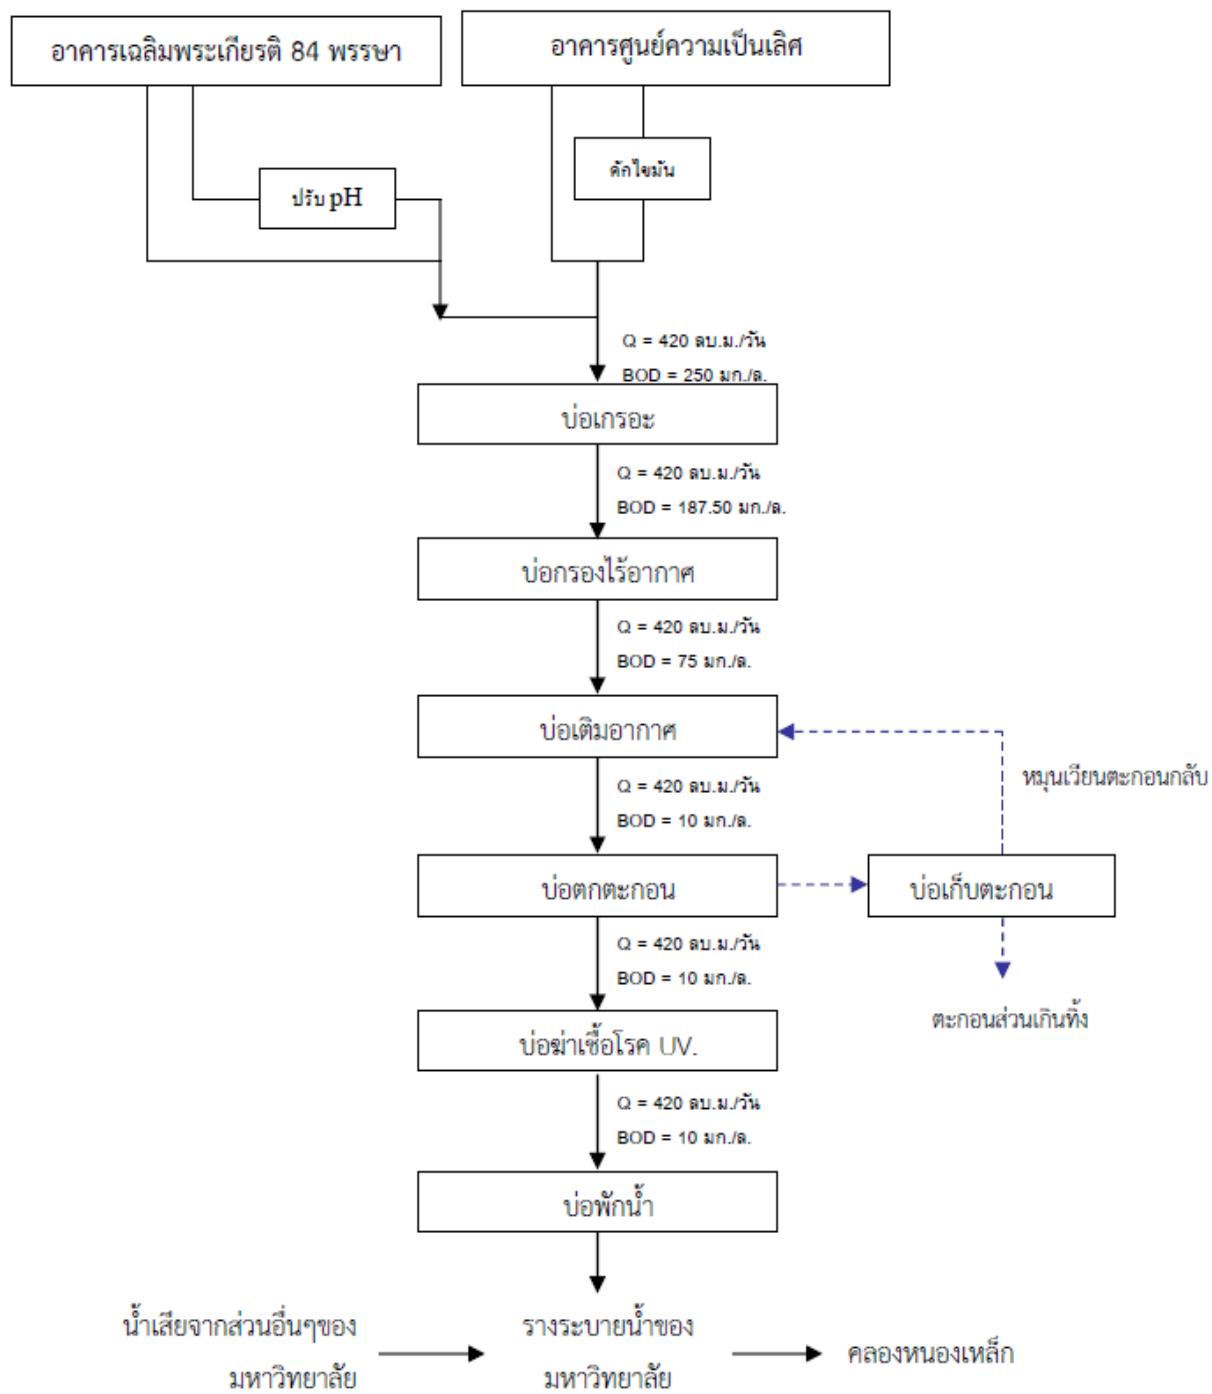 อาคารเฉลิมพระเกียรติ 84 พรรษา
อาคารศูนย์ความเป็นเลิศ
ดักไขมัน
ปรับ pH
Q = 420 ลบ.ม./วัน
BOD = 250 มก./ล.
บ่อเกรอะ
Q = 420 ลบ.ม./วัน
BOD = 187.50 มก./ล.
บ่อกรองไร้อากาศ
Q = 420 ลบ.ม./วัน
BOD = 75 มก./ล.
บ่อเติมอากาศ
หมุนเวียนตะกอนกลับ
Q = 420 ลบ.ม./วัน
BOD = 10 มก./ล.
บ่อตกตะกอน
บ่อเก็บตะกอน
Q = 420 ลบ.ม./วัน
BOD = 10 มก./ล.
ตะกอนส่วนเกินทิ้ง
บ่อฆ่าเชื้อโรค UV.
Q = 420 ลบ.ม./วัน
BOD = 10 มก./ล.
บ่อพักน้ำ
น้ำเสียจากส่วนอื่นๆของ
มหาวิทยาลัย
รางระบายน้ำของ
มหาวิทยาลัย
คลองหนองเหล็ก